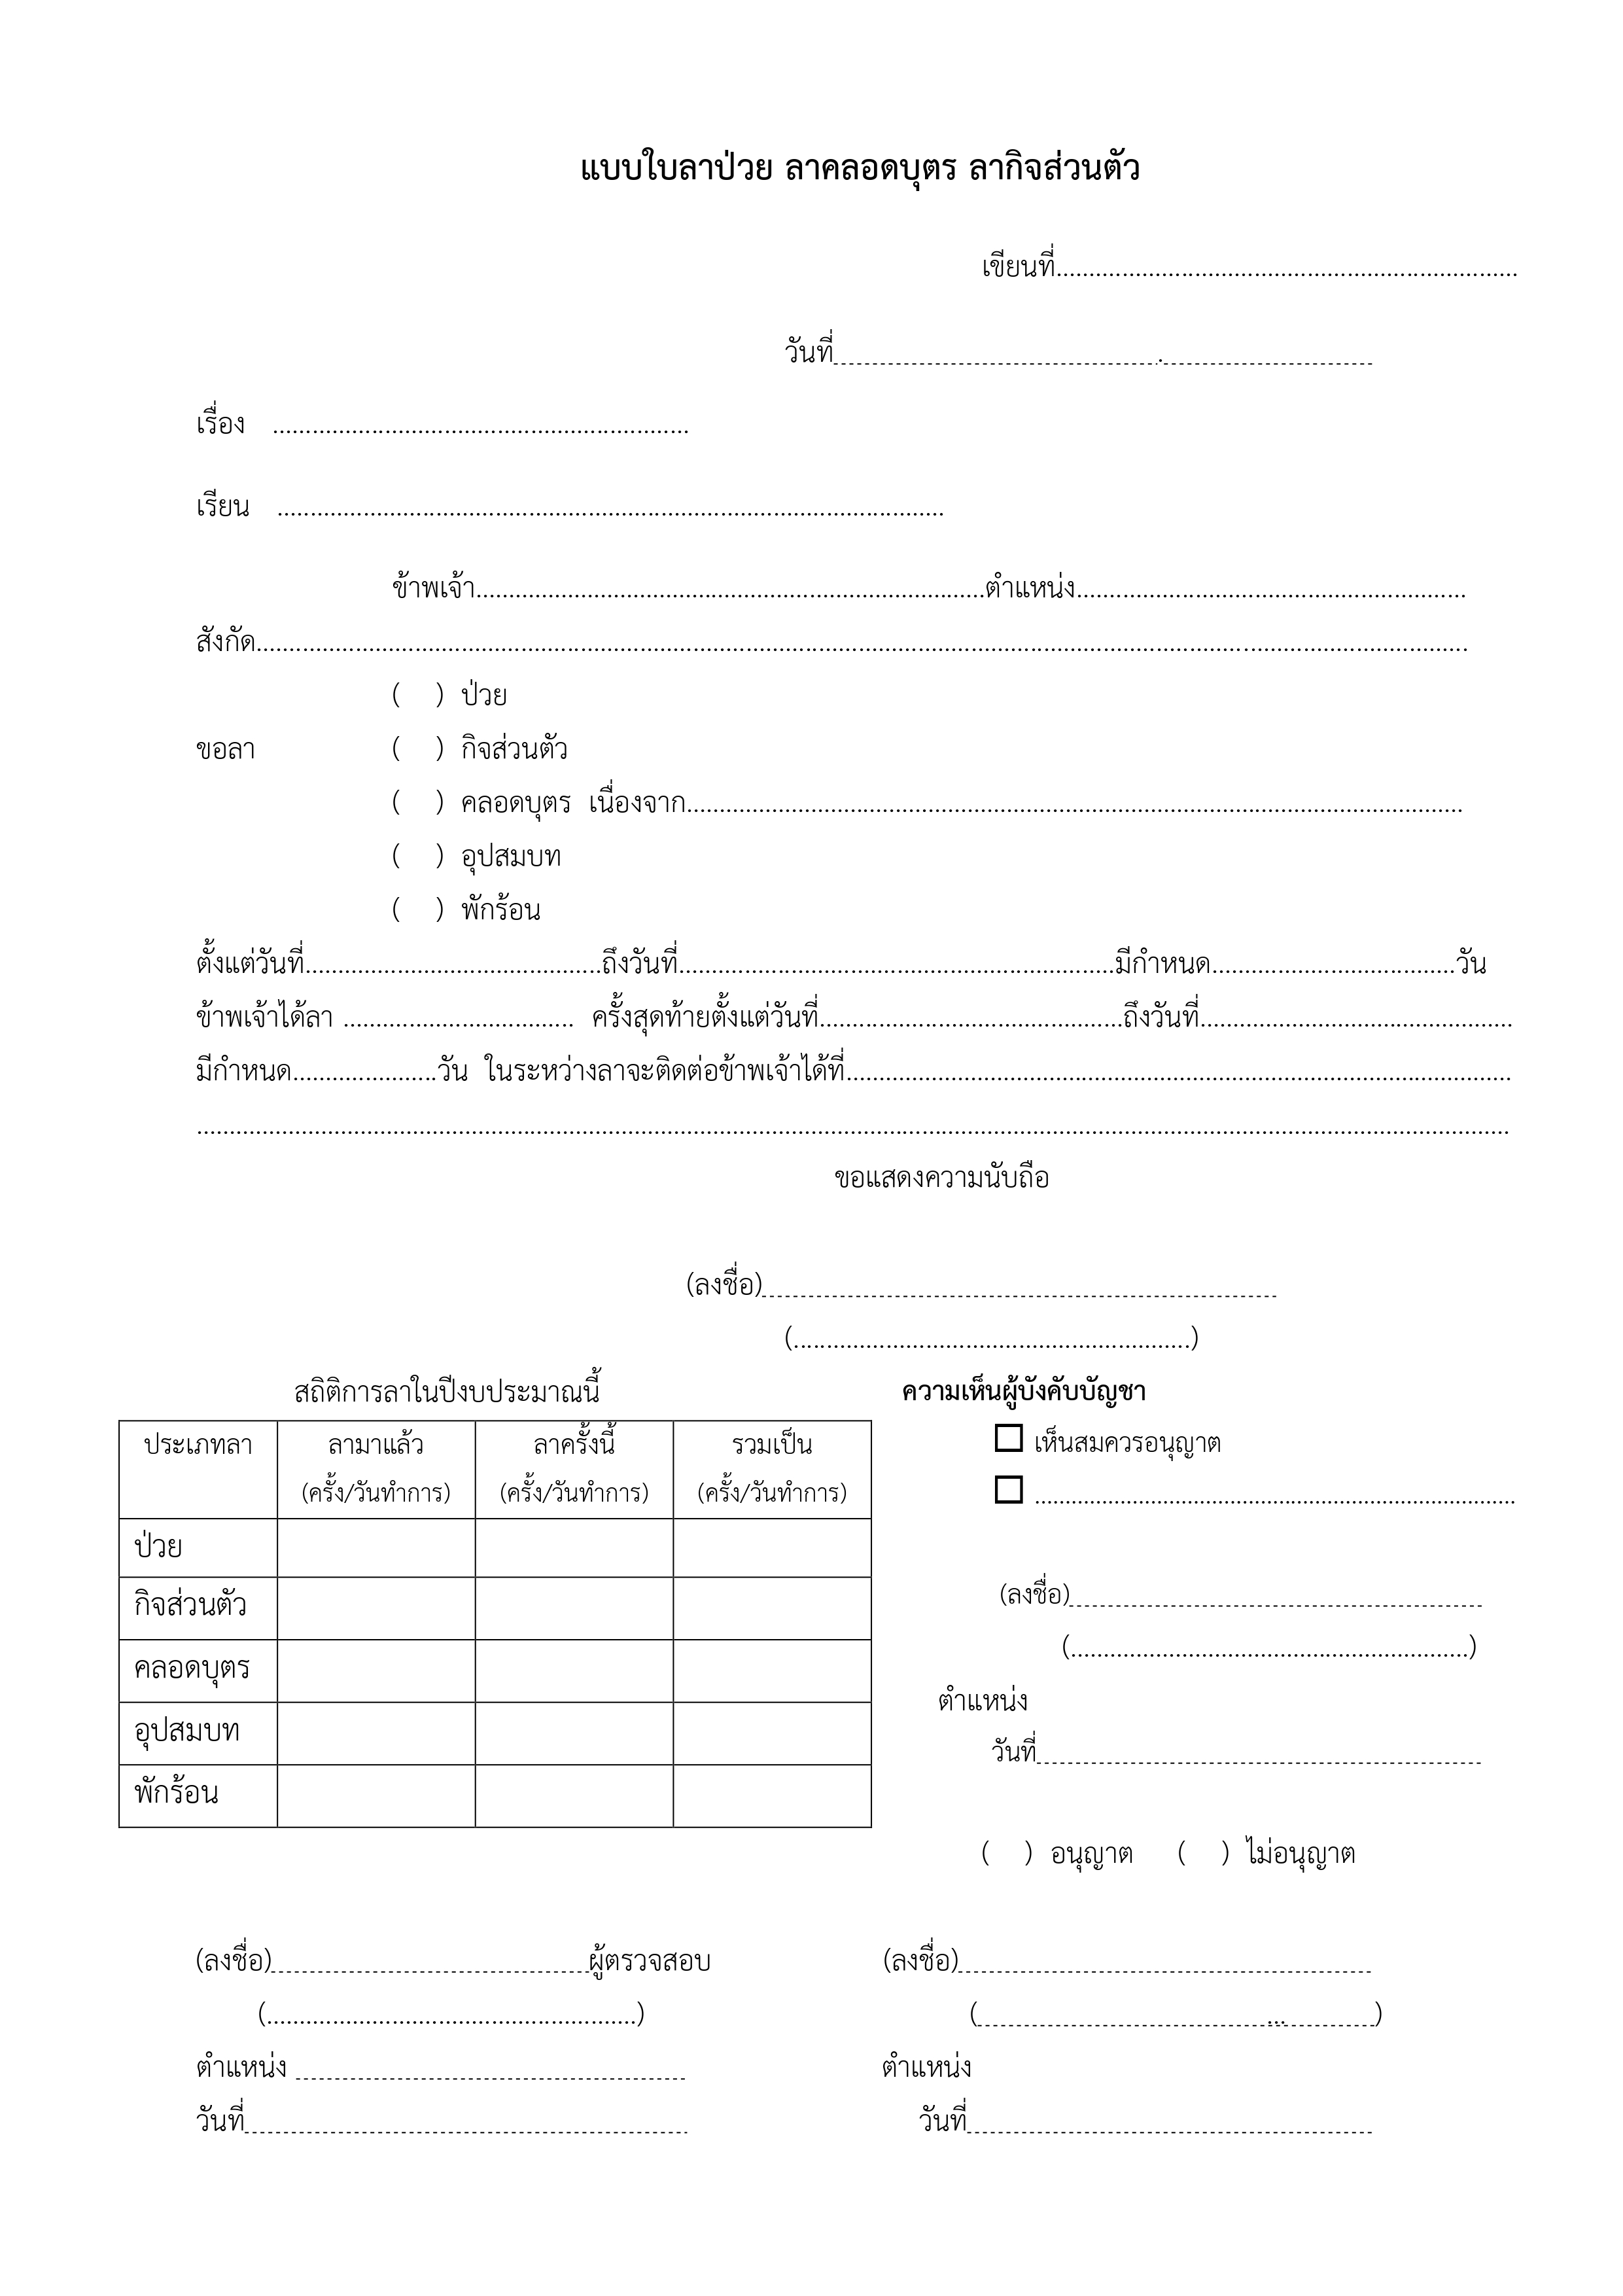 แบบใบลาป่วย ลาคลอดบุตร ลากิจส่วนตัว
เขียนที่......................................................................
วันที่..................................................................
เรื่อง ...............................................................
เรียน .....................................................................................................
ข้าพเจ้า.............................................................................ตำแหน่ง...........................................................
สังกัด........................................................................................................................................................................................
( ) ป่วย
ขอลา ( ) กิจส่วนตัว
( ) คลอดบุตร เนื่องจาก......................................................................................................................
( ) อุปสมบท
( ) พักร้อน
ตั้งแต่วันที่.............................................ถึงวันที่..................................................................มีกำหนด.....................................วัน
ข้าพเจ้าได้ลา ................................... ครั้งสุดท้ายตั้งแต่วันที่..............................................ถึงวันที่...............................................
มีกำหนด......................วัน ในระหว่างลาจะติดต่อข้าพเจ้าได้ที่.....................................................................................................
.......................................................................................................................................................................................................
ขอแสดงความนับถือ
(ลงชื่อ)..................................................................
(............................................................)
สถิติการลาในปีงบประมาณนี้ ความเห็นผู้บังคับบัญชา
ประเภทลา ลามาแล้ว ลาครั้งนี้ รวมเป็น
(ครั้ง/วันทำการ) (ครั้ง/วันทำการ) (ครั้ง/วันทำการ)
☐ เห็นสมควรอนุญาต
☐ .........................................................................
ป่วย
กิจส่วนตัว
คลอดบุตร
อุปสมบท
พักร้อน
(ลงชื่อ)......................................................
(............................................................)
ตำแหน่ง
วันที่..........................................................
( ) อนุญาต ( ) ไม่อนุญาต
(ลงชื่อ)..........................................ผู้ตรวจสอบ (ลงชื่อ)......................................................
(........................................................) (......................................................)
ตำแหน่ง .................................................. ตำแหน่ง
วันที่.......................................................... วันที่......................................................